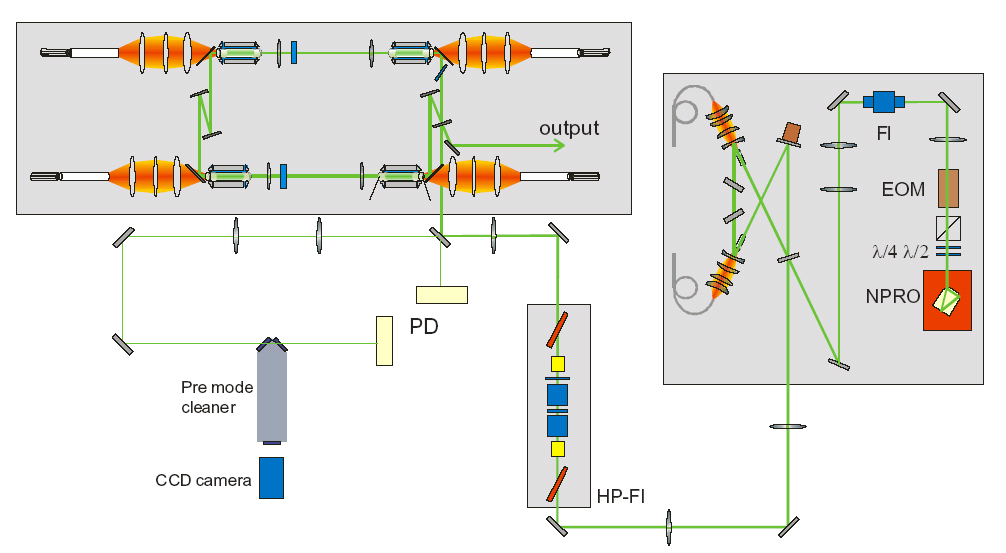 output
FI
EOM
λ/4 λ/2
NPRO
PD
Pre mode
cleaner
CCD camera
HP-FI